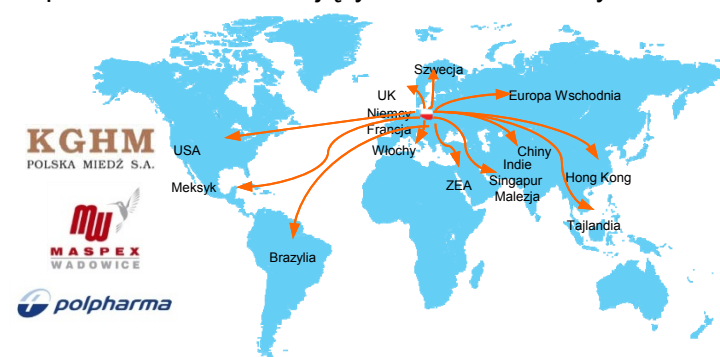 Szwecja
UK
Europa Wschodnia
Niemcy
Francja
KGHM
POLSKA MIEDŹ S.A.
USA
Włochy
Chiny
Indie
Hong Kong
Meksyk
ZEA
Singapur
Malezja
MW
MASPEX
WADOWICE
Tajlandia
Brazylia
polpharma